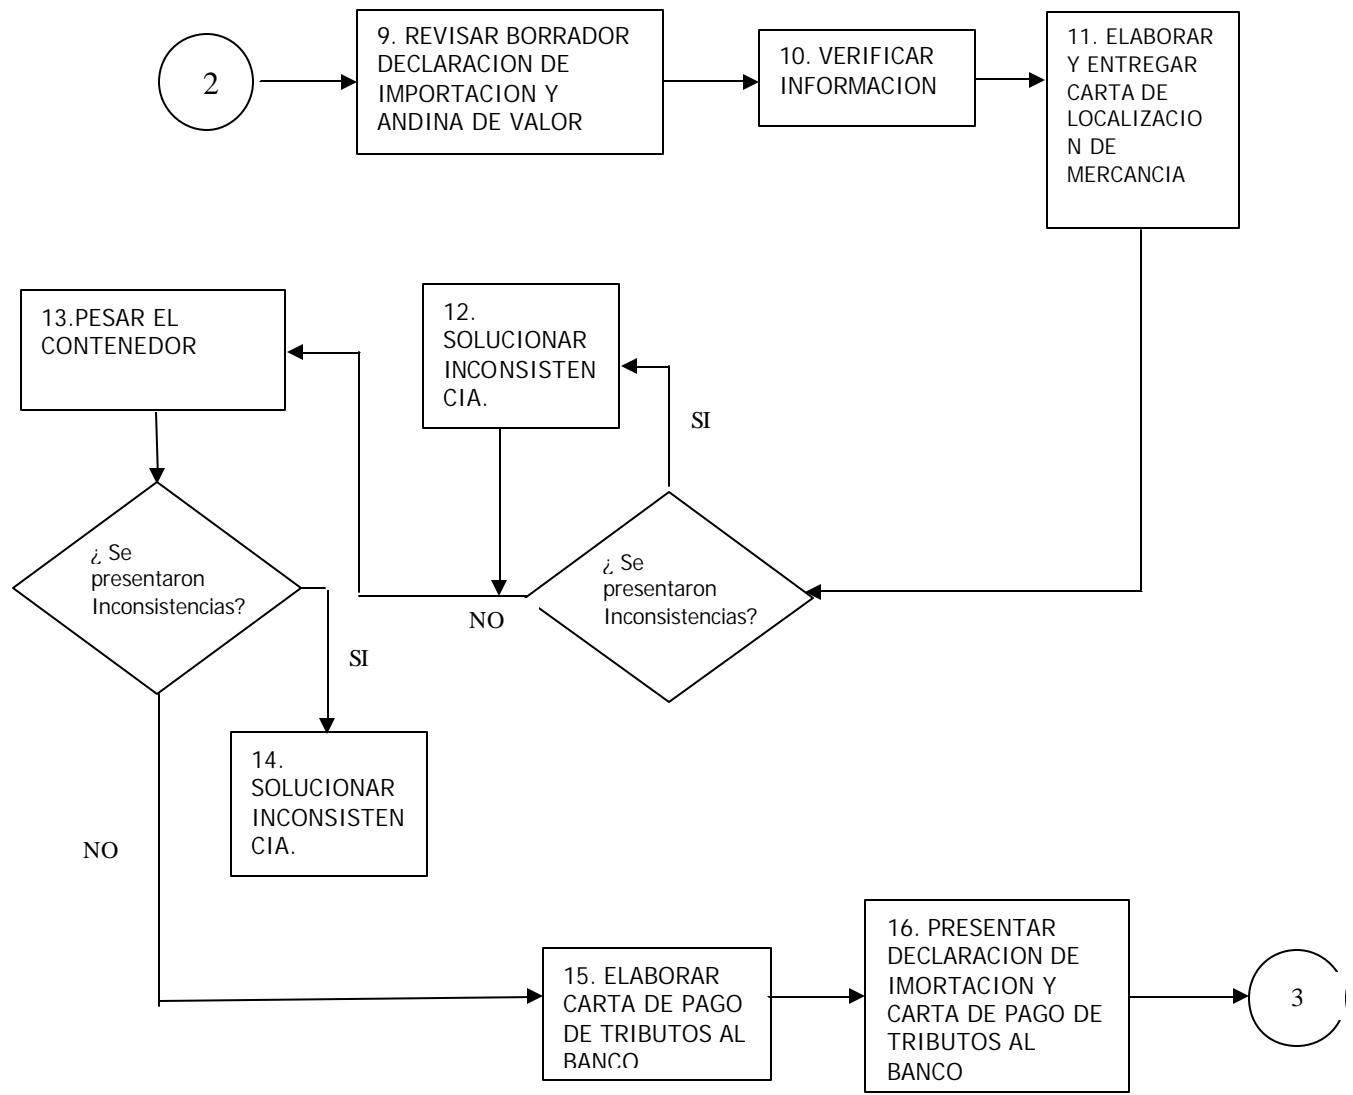 2
9. REVISAR BORRADOR
DECLARACION DE
IMPORTACION Y
ANDINA DE VALOR
10. VERIFICAR
INFORMACION
11. ELABORAR
Y ENTREGAR
CARTA DE
LOCALIZACIO
N DE
MERCANCIA
13.PESAR EL
CONTENEDOR
12.
SOLUCIONAR
INCONSISTEN
CIA.
SI
¿ Se
presentaron
Inconsistencias?
¿ Se
presentaron
Inconsistencias?
NO
SI
14.
SOLUCIONAR
INCONSISTEN
CIA.
NO
15. ELABORAR
CARTA DE PAGO
DE TRIBUTOS AL
BANCO
16. PRESENTAR
DECLARACION DE
IMORTACION Y
CARTA DE PAGO DE
TRIBUTOS AL
BANCO
3